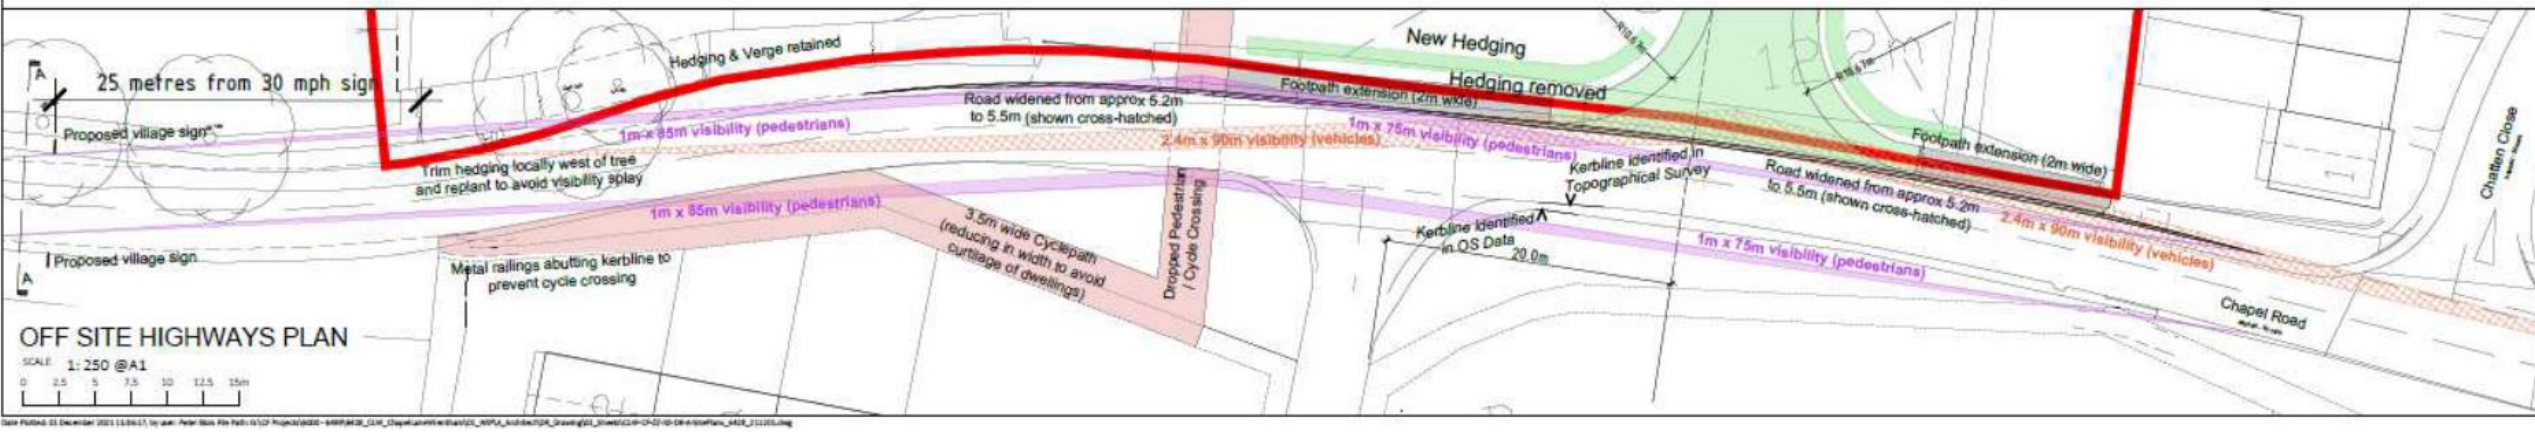 A
25 metres from 30 mph sign
Proposed village sign
Hedging & Verge retained
1m x 85m visibility (pedestrians)
Trim hedging locally west of tree
and replant to avoid visibility splay
1m x 85m visibility (pedestrians)
Proposed village sign
A
Metal railings abutting kerbline to
prevent cycle crossing
Road widened from approx 5.2m
to 5.5m (shown cross-hatched)
2.4m x 90m visibility (vehicles)
3.5m wide Cyclepath
(reducing in width to avoid
curtilage of dwellings)
Dropped Pedestrian
/ Cycle Crossing
New Hedging
Hedging removed
Footpath extension (2m wide)
1m x 75m visibility (pedestrians)
Kerbline identified in
Topographical Survey
Kerbline Identified
in OS Data
20.0m
12
Footpath extension (2m wide)
Road widened from approx 5.2m
to 5.5m (shown cross-hatched)
2.4m x 90m visibility (vehicles)
1m x 75m visibility (pedestrians)
1
Chatten Close
Chapel Road
OFF SITE HIGHWAYS PLAN
SCALE 1:250 @A1
0 2.5 5 7.5 10 12.5 15m